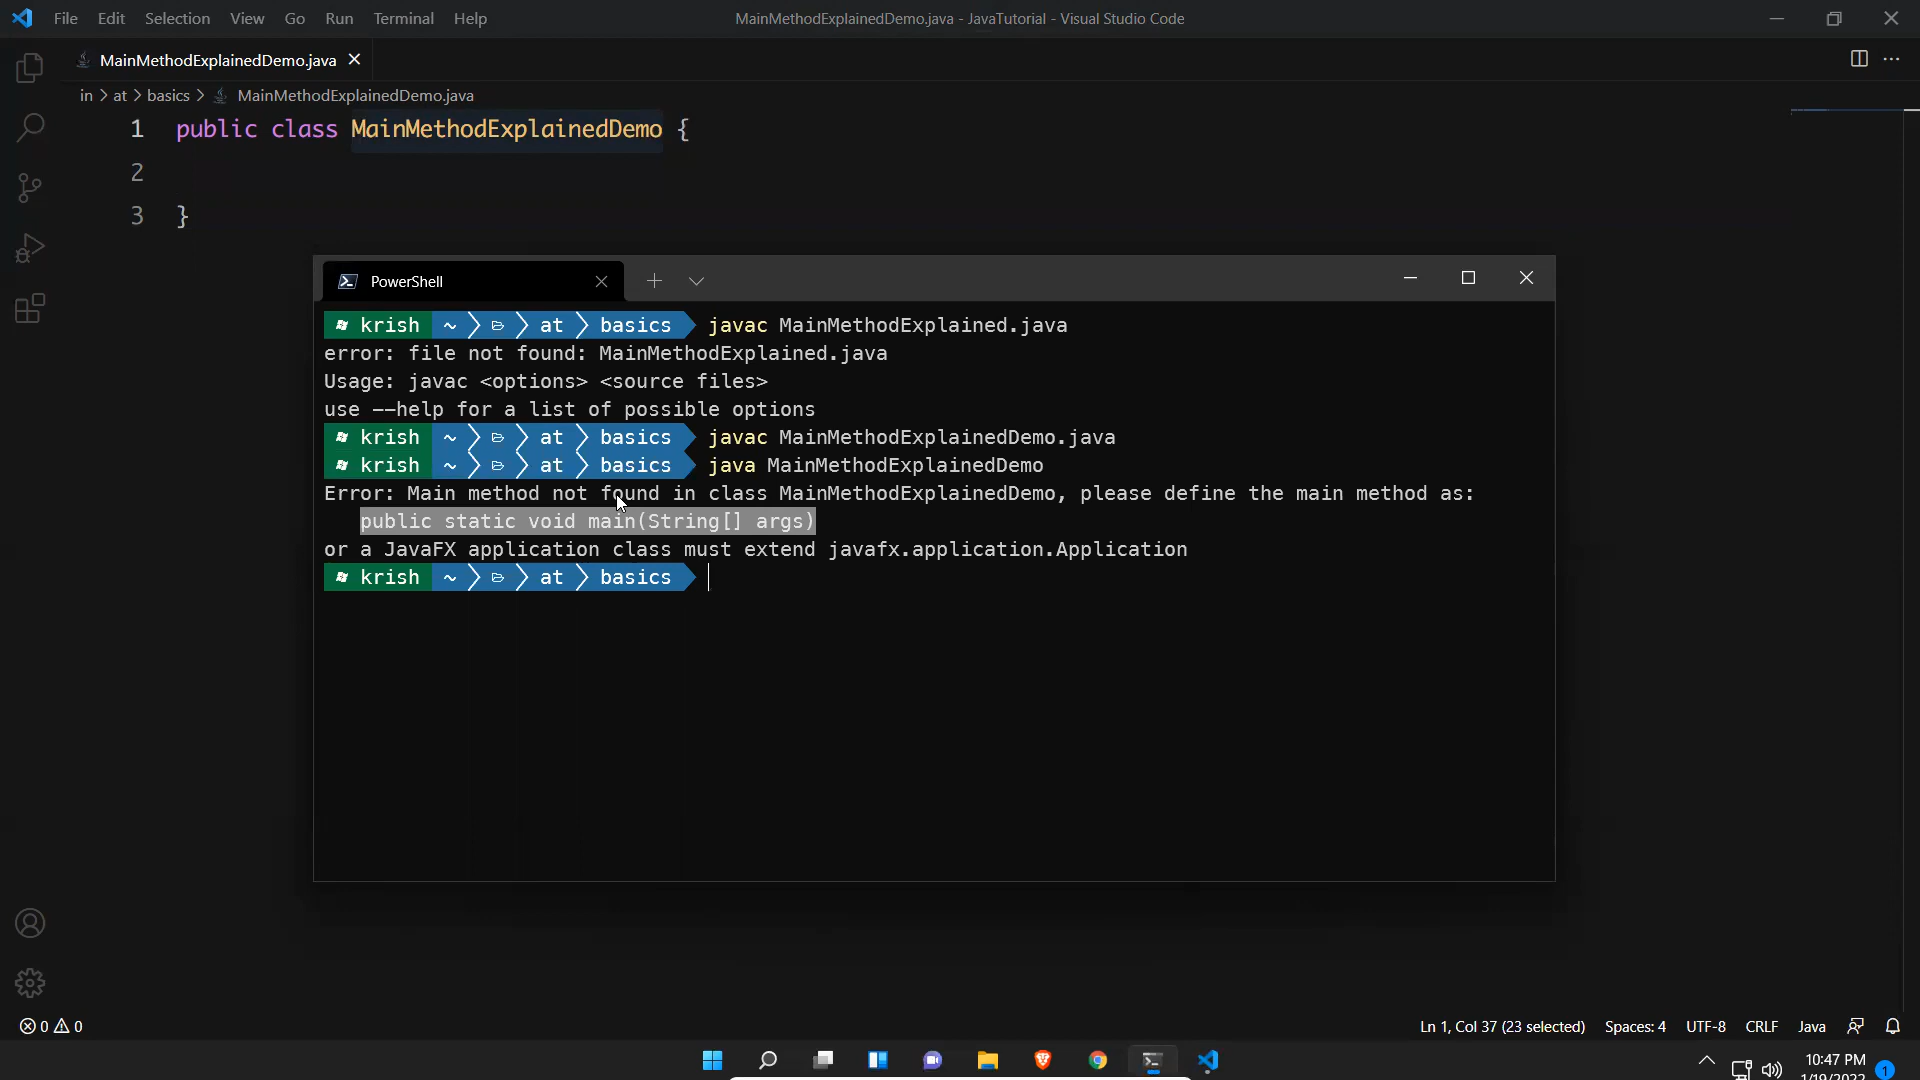 File Edit Selection View Go Run Terminal Help
MainMethodExplainedDemo.java - JavaTutorial - Visual Studio Code
MainMethodExplainedDemo.java
in > at > basics > MainMethodExplainedDemo.java
1 public class MainMethodExplainedDemo {
2
3 }
PowerShell
krish ~ at basics javac MainMethodExplained.java
error: file not found: MainMethodExplained.java
Usage: javac <options> <source files>
use --help for a list of possible options
krish ~ at basics javac MainMethodExplainedDemo.java
krish ~ at basics java MainMethodExplainedDemo
Error: Main method not found in class MainMethodExplainedDemo, please define the main method as:
public static void main(String[] args)
or a JavaFX application class must extend javafx.application.Application
krish ~ at basics
0 0
Ln 1, Col 37 (23 selected) Spaces: 4 UTF-8 CRLF Java
10:47 PM
1/19/2022
1